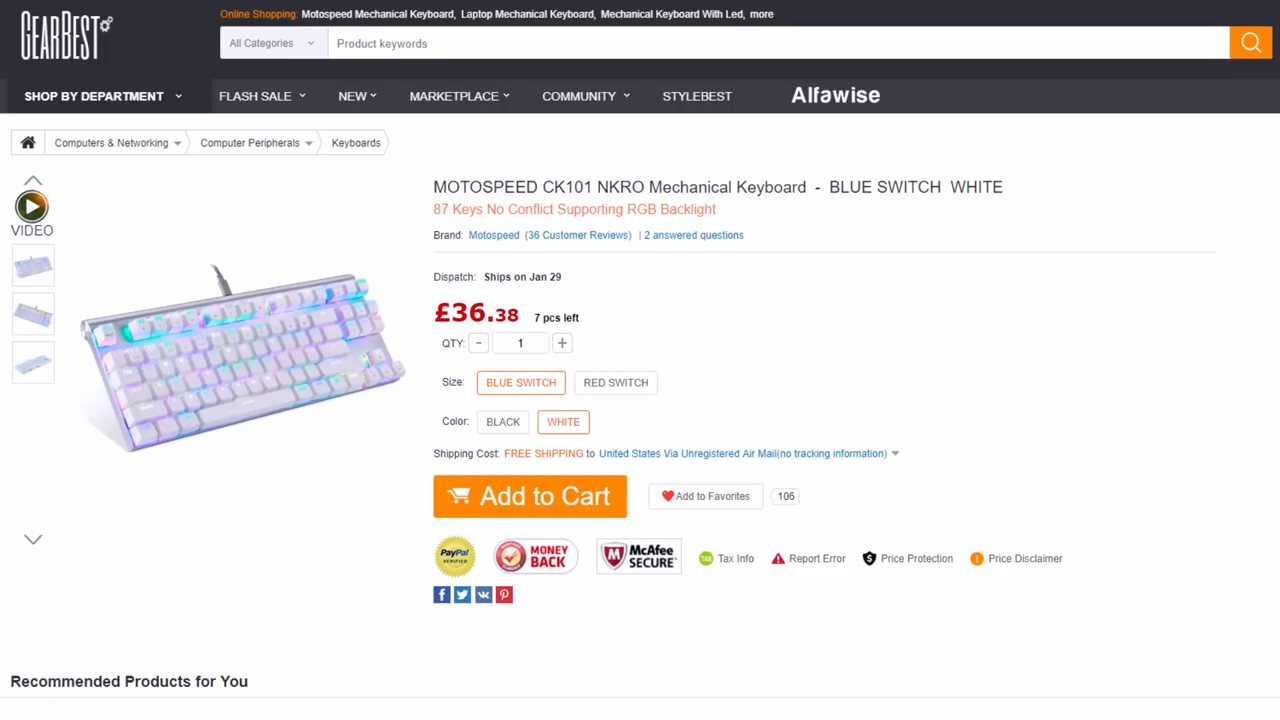 GEARBEST
Online Shopping: Motospeed Mechanical Keyboard, Laptop Mechanical Keyboard, Mechanical Keyboard With Led, more
All Categories
Product keywords
SHOP BY DEPARTMENT
FLASH SALE
NEW
MARKETPLACE
COMMUNITY
STYLEBEST
Alfawise
Computers & Networking
Computer Peripherals
Keyboards
VIDEO
MOTOSPEED CK101 NKRO Mechanical Keyboard - BLUE SWITCH WHITE
87 Keys No Conflict Supporting RGB Backlight
Brand: Motospeed (36 Customer Reviews) | 2 answered questions
Dispatch: Ships on Jan 29
£36.38 7 pcs left
QTY: - 1 +
Size: BLUE SWITCH RED SWITCH
Color: BLACK WHITE
Shipping Cost: FREE SHIPPING to United States Via Unregistered Air Mail(no tracking information)
Add to Cart
Add to Favorites
106
PayPal VERIFIED
MONEY BACK
McAfee SECURE
TAX Tax Info
Report Error
$ Price Protection
Price Disclaimer
Recommended Products for You